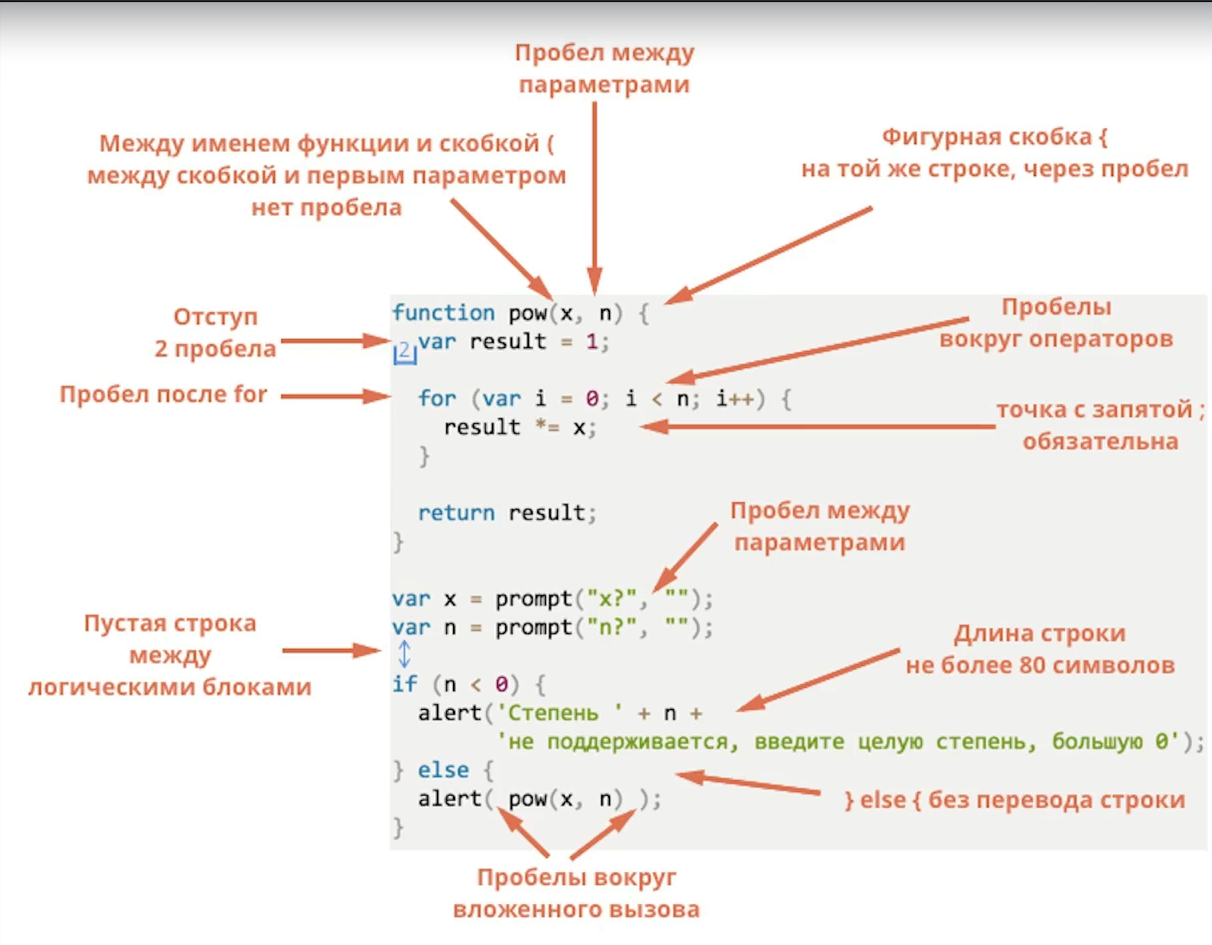 Пробел между
параметрами
Между именем функции и скобкой (
между скобкой и первым параметром
нет пробела
Фигурная скобка {
на той же строке, через пробел
Отступ
2 пробела
Пробел после for
function pow(x, n) {
2
var result = 1;
for (var i = 0; i < n; i++) {
result *= x;
}
return result;
}
Пробелы
вокруг операторов
точка с запятой ;
обязательна
Пробел между
параметрами
var x = prompt("x?", "");
var n = prompt("n?", "");
Пустая строка
между
логическими блоками
Длина строки
не более 80 символов
if (n < 0) {
alert('Степень ' + n +
'не поддерживается, введите целую степень, большую 0');
} else {
alert( pow(x, n) );
}
} else { без перевода строки
Пробелы вокруг
вложенного вызова